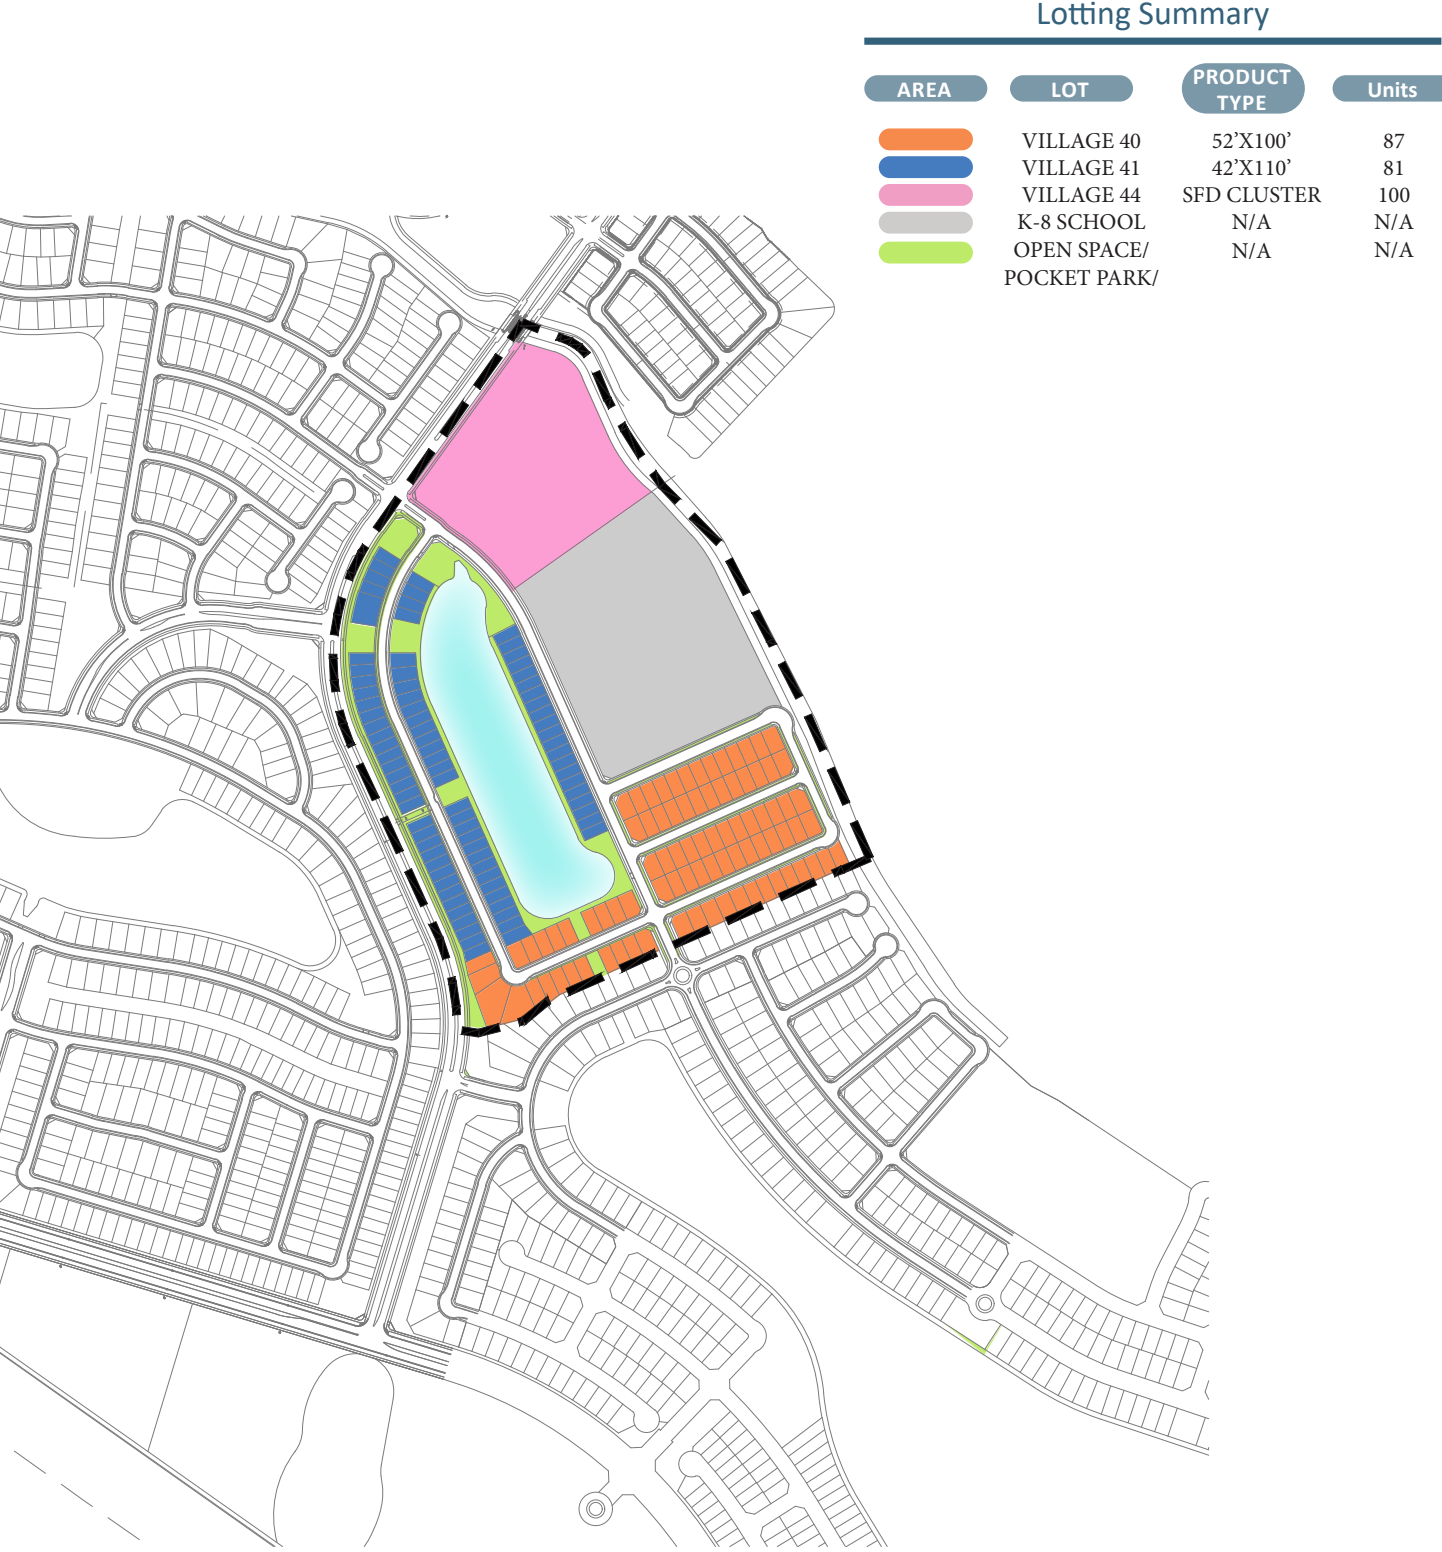 Lotting Summary
AREA LOT PRODUCT TYPE Units
VILLAGE 40 52’X100’ 87
VILLAGE 41 42’X110’ 81
VILLAGE 44 SFD CLUSTER 100
K-8 SCHOOL N/A N/A
OPEN SPACE/ N/A N/A
POCKET PARK/